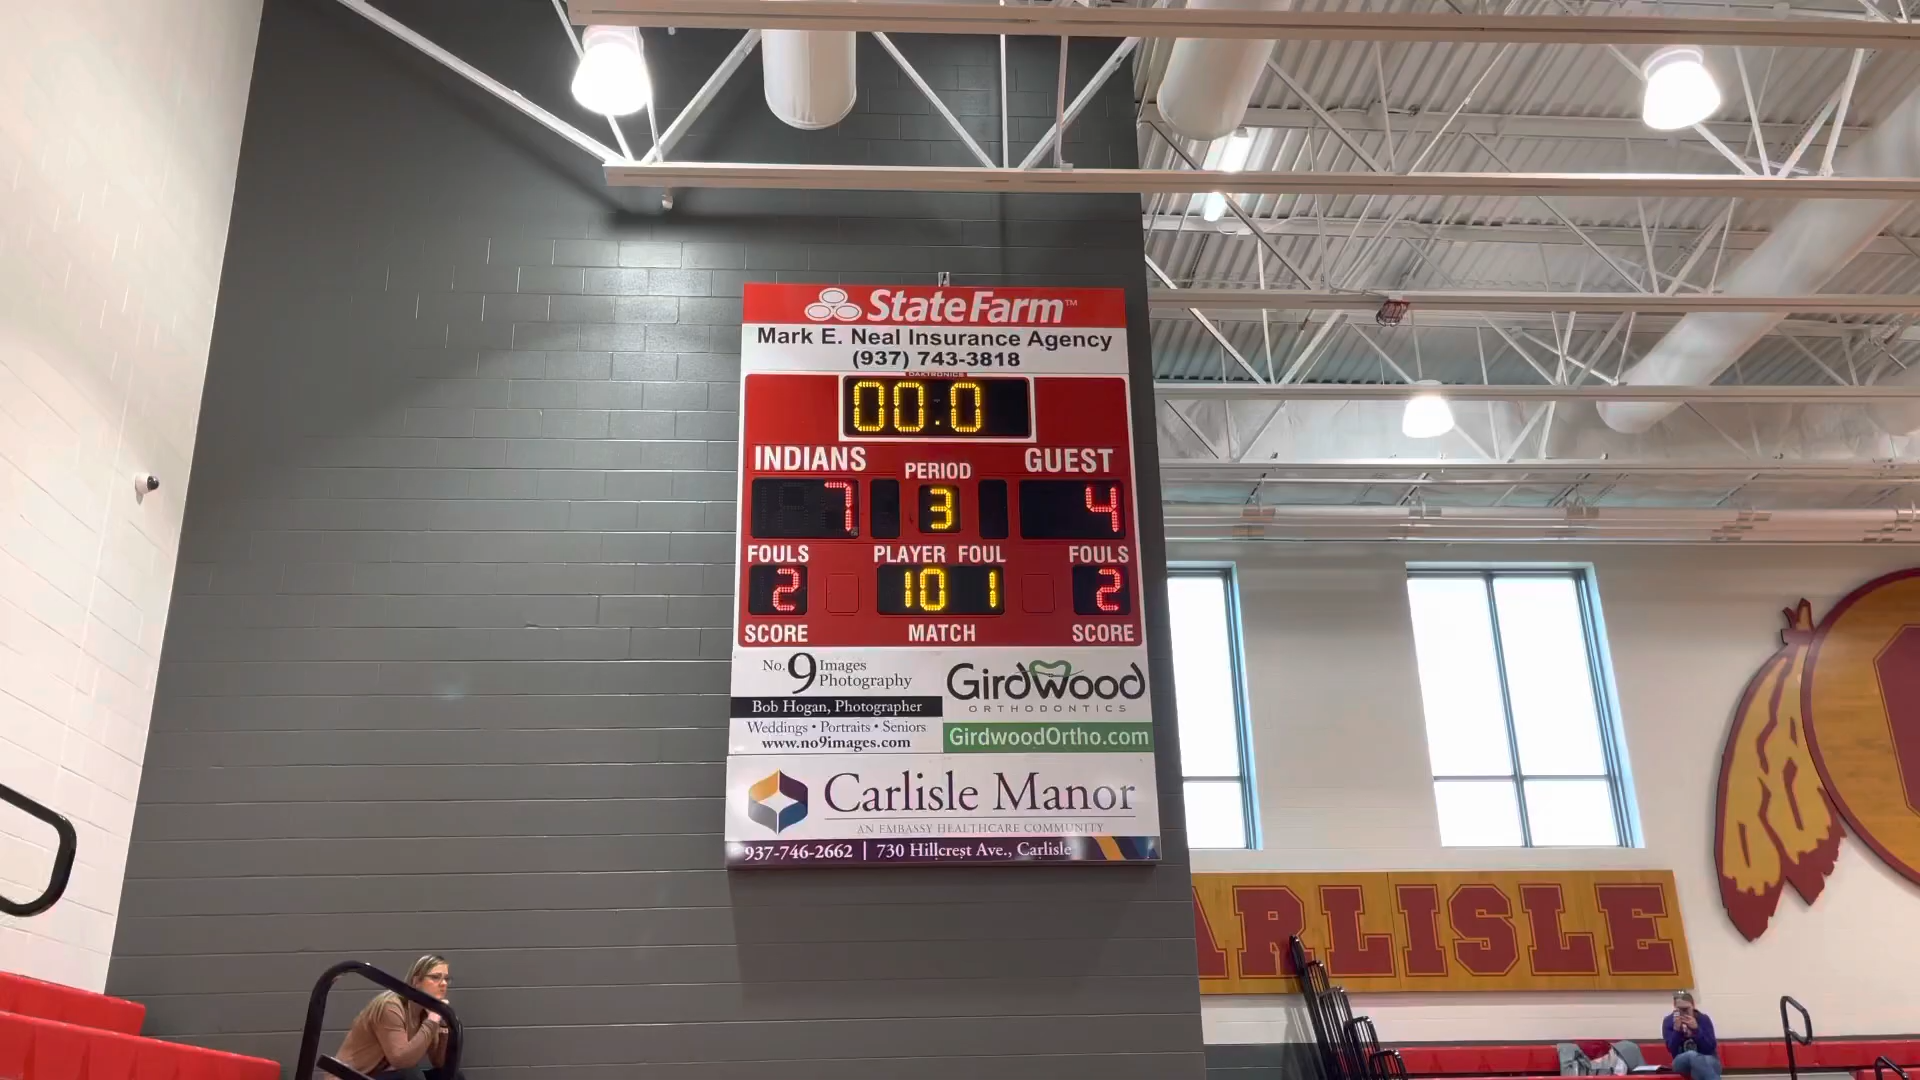 StateFarm™
Mark E. Neal Insurance Agency
(937) 743-3818
DAKTRONICS
00.0
INDIANS PERIOD GUEST
7 3 4
FOULS PLAYER FOUL FOULS
2 10 1 2
SCORE MATCH SCORE
No. 9 Images Photography
Bob Hogan, Photographer
Weddings • Portraits • Seniors
www.no9images.com
Girdwood
ORTHODONTICS
GirdwoodOrtho.com
Carlisle Manor
AN EMBASSY HEALTHCARE COMMUNITY
937-746-2662 | 730 Hillcrest Ave., Carlisle
ARLISLE